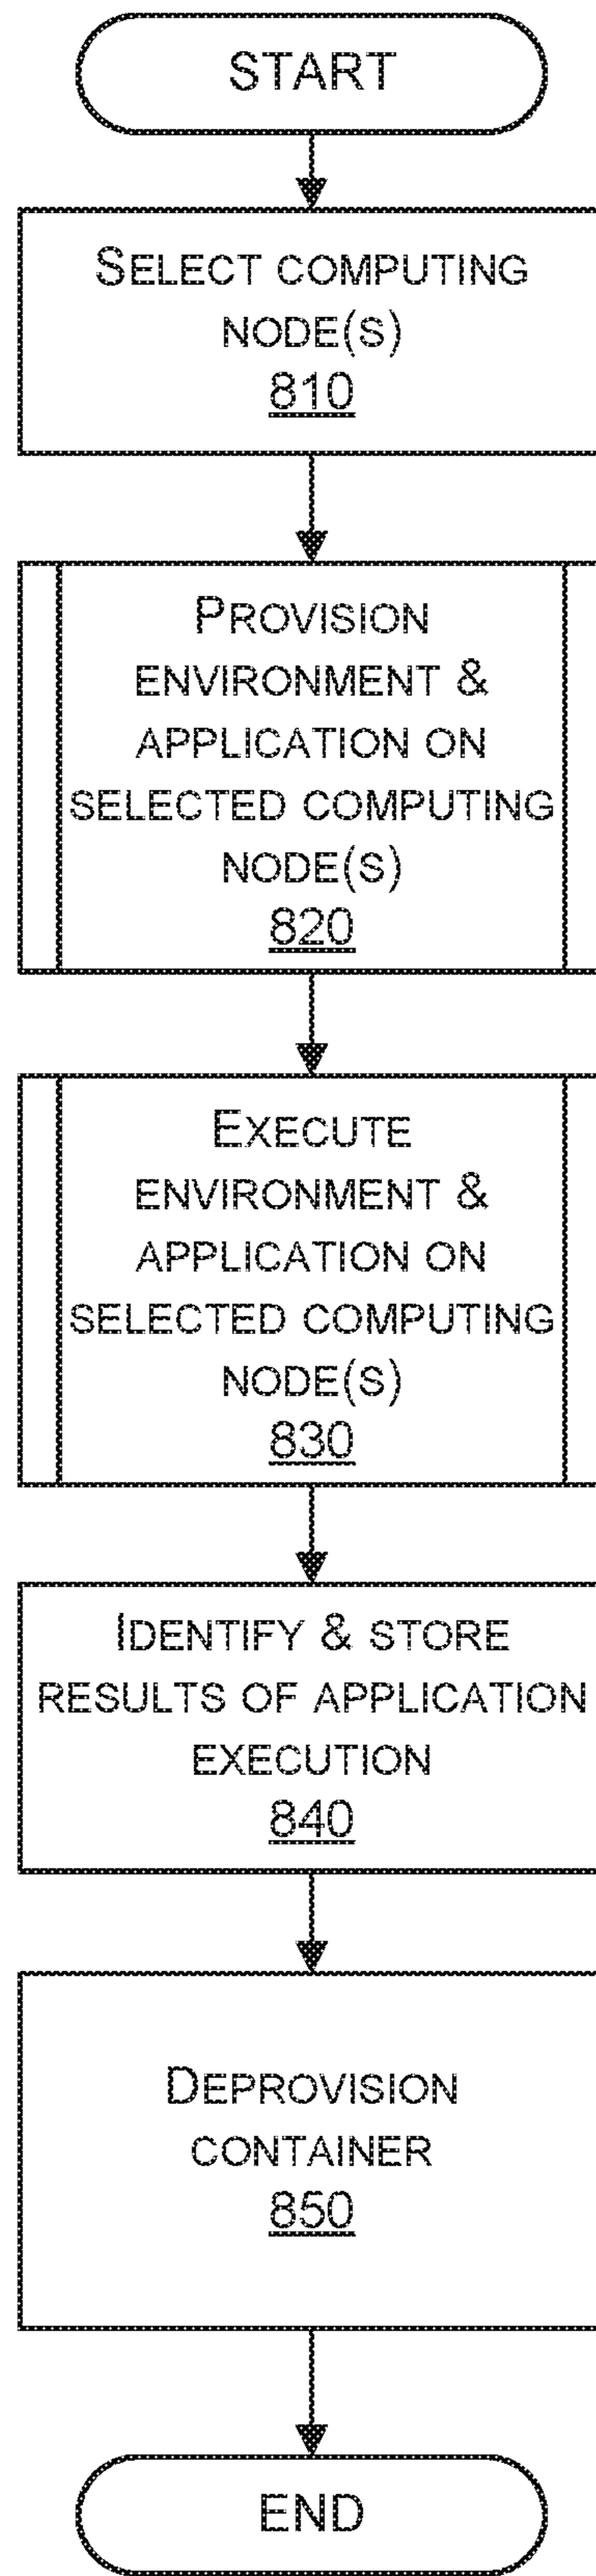 START
SELECT COMPUTING
NODE(S)
810
PROVISION
ENVIRONMENT &
APPLICATION ON
SELECTED COMPUTING
NODE(S)
820
EXECUTE
ENVIRONMENT &
APPLICATION ON
SELECTED COMPUTING
NODE(S)
830
IDENTIFY & STORE
RESULTS OF APPLICATION
EXECUTION
840
DEPROVISION
CONTAINER
850
END